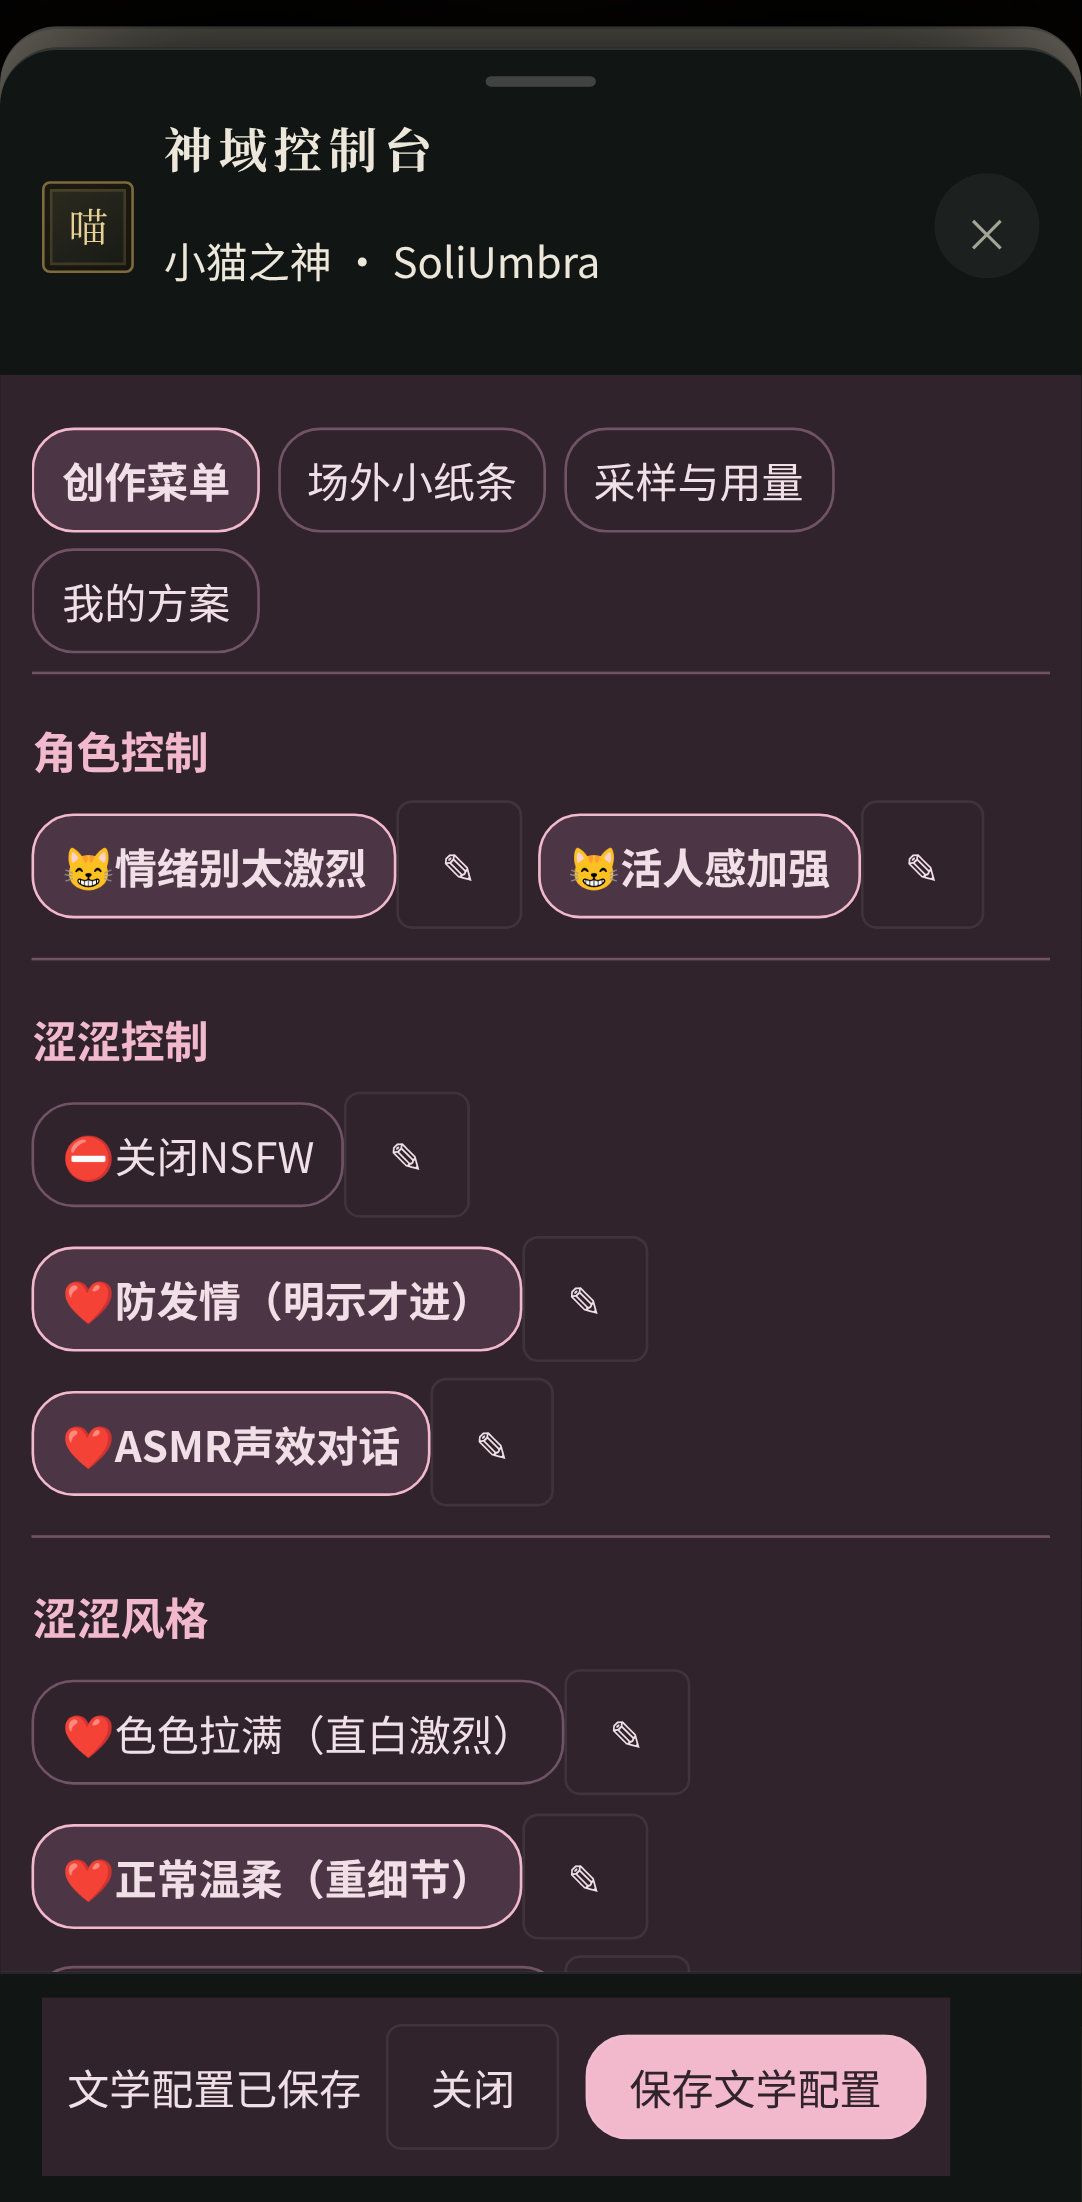 神域控制台
喵
小猫之神 · SoliUmbra
创作菜单 场外小纸条 采样与用量
我的方案
角色控制
😸情绪别太激烈 ✎ 😸活人感加强 ✎
涩涩控制
⛔关闭NSFW ✎
❤️防发情（明示才进） ✎
❤️ASMR声效对话 ✎
涩涩风格
❤️色色拉满（直白激烈） ✎
❤️正常温柔（重细节） ✎
文学配置已保存 关闭 保存文学配置